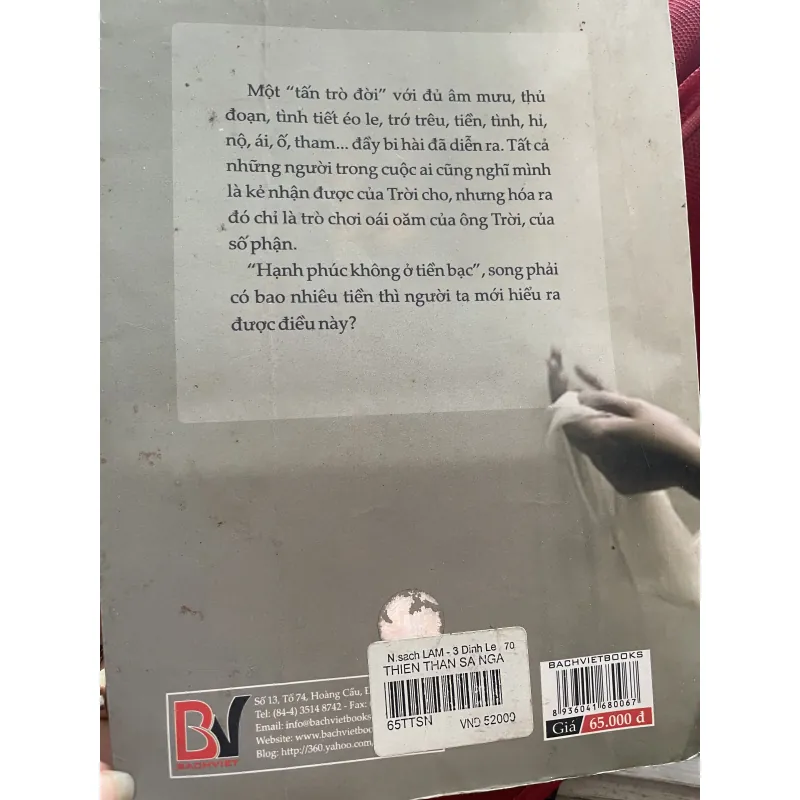 Một “tấn trò đời” với đủ âm mưu, thủ
đoạn, tình tiết éo le, trớ trêu, tiền, tình, hỉ,
nộ, ái, ố, tham... đầy bi hài đã diễn ra. Tất cả
những người trong cuộc ai cũng nghĩ mình
là kẻ nhận được của Trời cho, nhưng hóa ra
đó chỉ là trò chơi oái oăm của ông Trời, của
số phận.
“Hạnh phúc không ở tiền bạc”, song phải
có bao nhiêu tiền thì người ta mới hiểu ra
được điều này?
BV
BACHVIET
Số 13, Tổ 74, Hoàng Cầu,
Tel: (84-4) 3514 8742 - Fax:
Email: info@bachvietbooks
Website: www.bachvietboo
Blog: http://360.yahoo.com/
N.sach LAM - 3 Dinh Le 70
THIEN THAN SA NGA
65TTSN VND 52000
BACHVIETBOOKS
8 936041 680067
Giá 65.000 đ